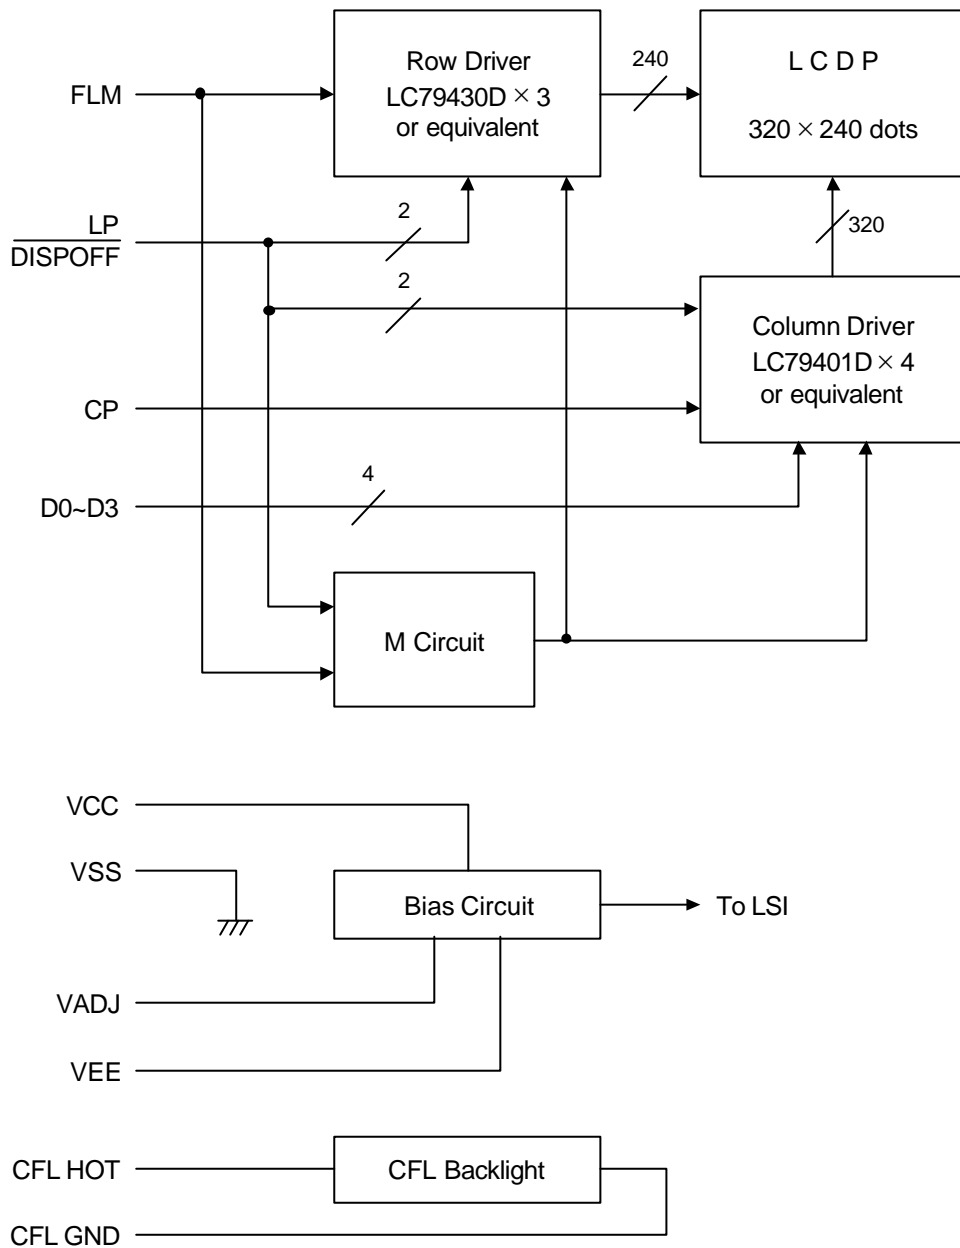 Row Driver
LC79430D × 3
or equivalent
240
L C D P
320 × 240 dots
FLM
LP
DISPOFF
2
320
2
Column Driver
LC79401D × 4
or equivalent
CP
4
D0~D3
M Circuit
VCC
VSS
Bias Circuit
To LSI
VADJ
VEE
CFL HOT
CFL Backlight
CFL GND